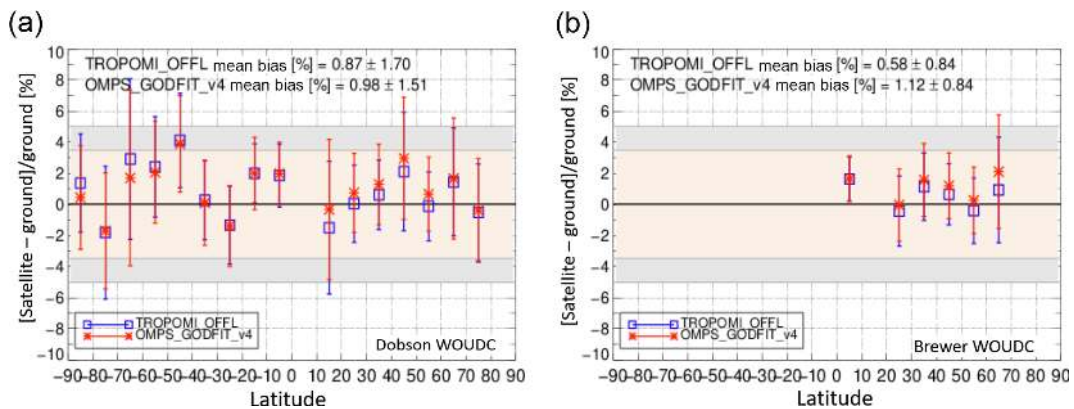 (a)
TROPOMI_OFFL mean bias [%] = 0.87 ± 1.70
OMPS_GODFIT_v4 mean bias [%] = 0.98 ± 1.51
[Satellite – ground]/ground [%]
10
8
6
4
2
0
−2
−4
−6
−8
−10
TROPOMI_OFFL
OMPS_GODFIT_v4
Dobson WOUDC
−90 −80 −70 −60 −50 −40 −30 −20 −10 0 10 20 30 40 50 60 70 80 90
Latitude
(b)
TROPOMI_OFFL mean bias [%] = 0.58 ± 0.84
OMPS_GODFIT_v4 mean bias [%] = 1.12 ± 0.84
[Satellite – ground]/ground [%]
10
8
6
4
2
0
−2
−4
−6
−8
−10
TROPOMI_OFFL
OMPS_GODFIT_v4
Brewer WOUDC
−90 −80 −70 −60 −50 −40 −30 −20 −10 0 10 20 30 40 50 60 70 80 90
Latitude